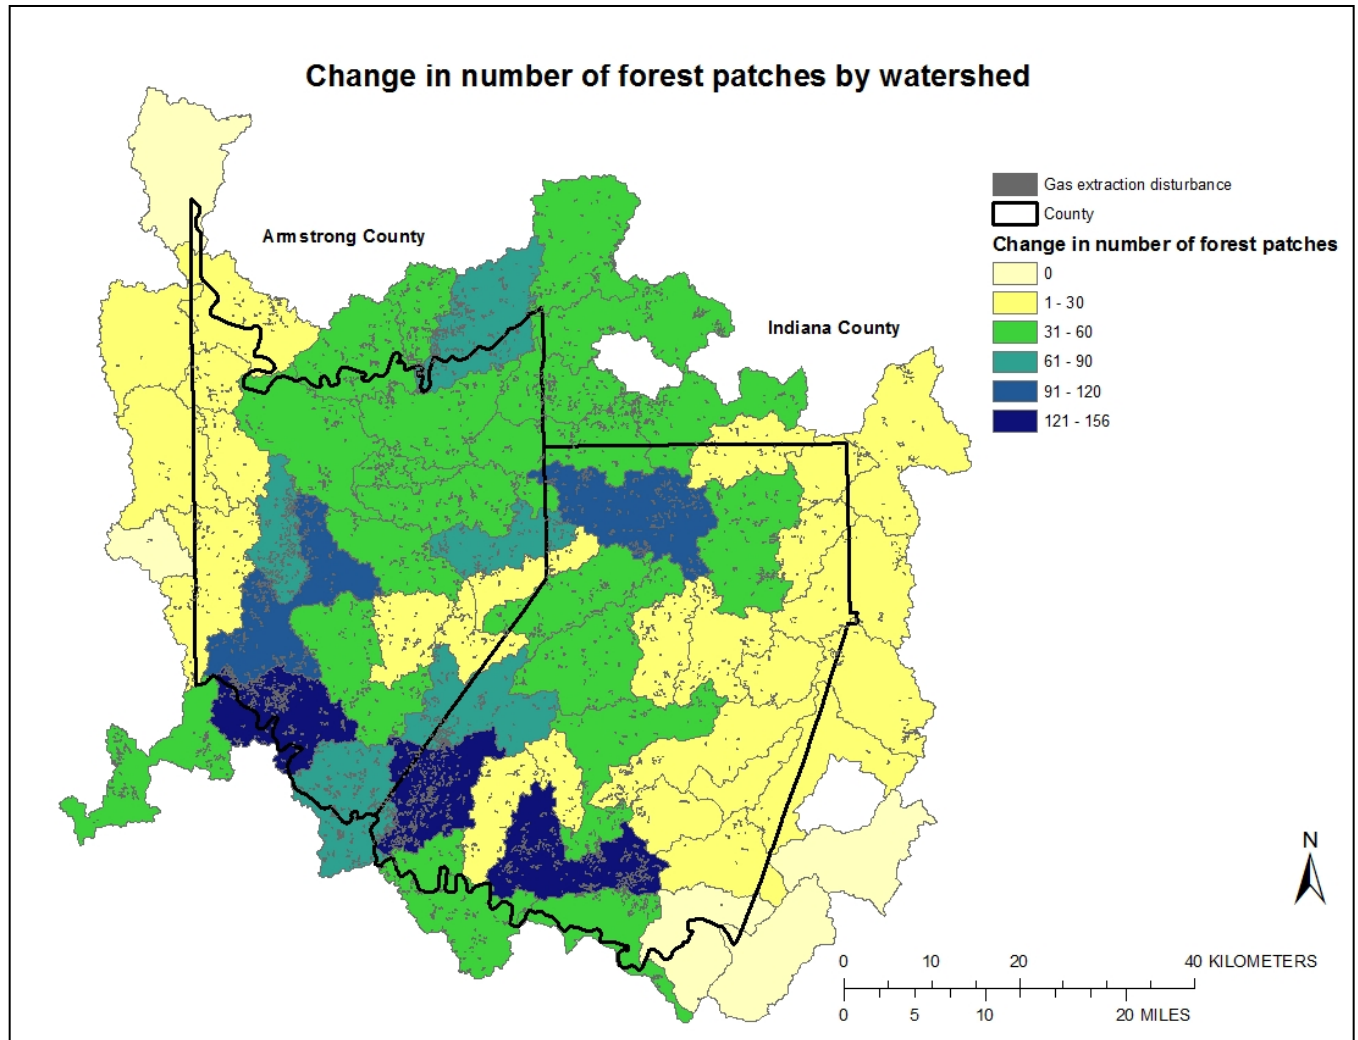 Change in number of forest patches by watershed
Armstrong County
Indiana County
Gas extraction disturbance
County
Change in number of forest patches
0
1 - 30
31 - 60
61 - 90
91 - 120
121 - 156
N
0 10 20 40 KILOMETERS
0 5 10 20 MILES